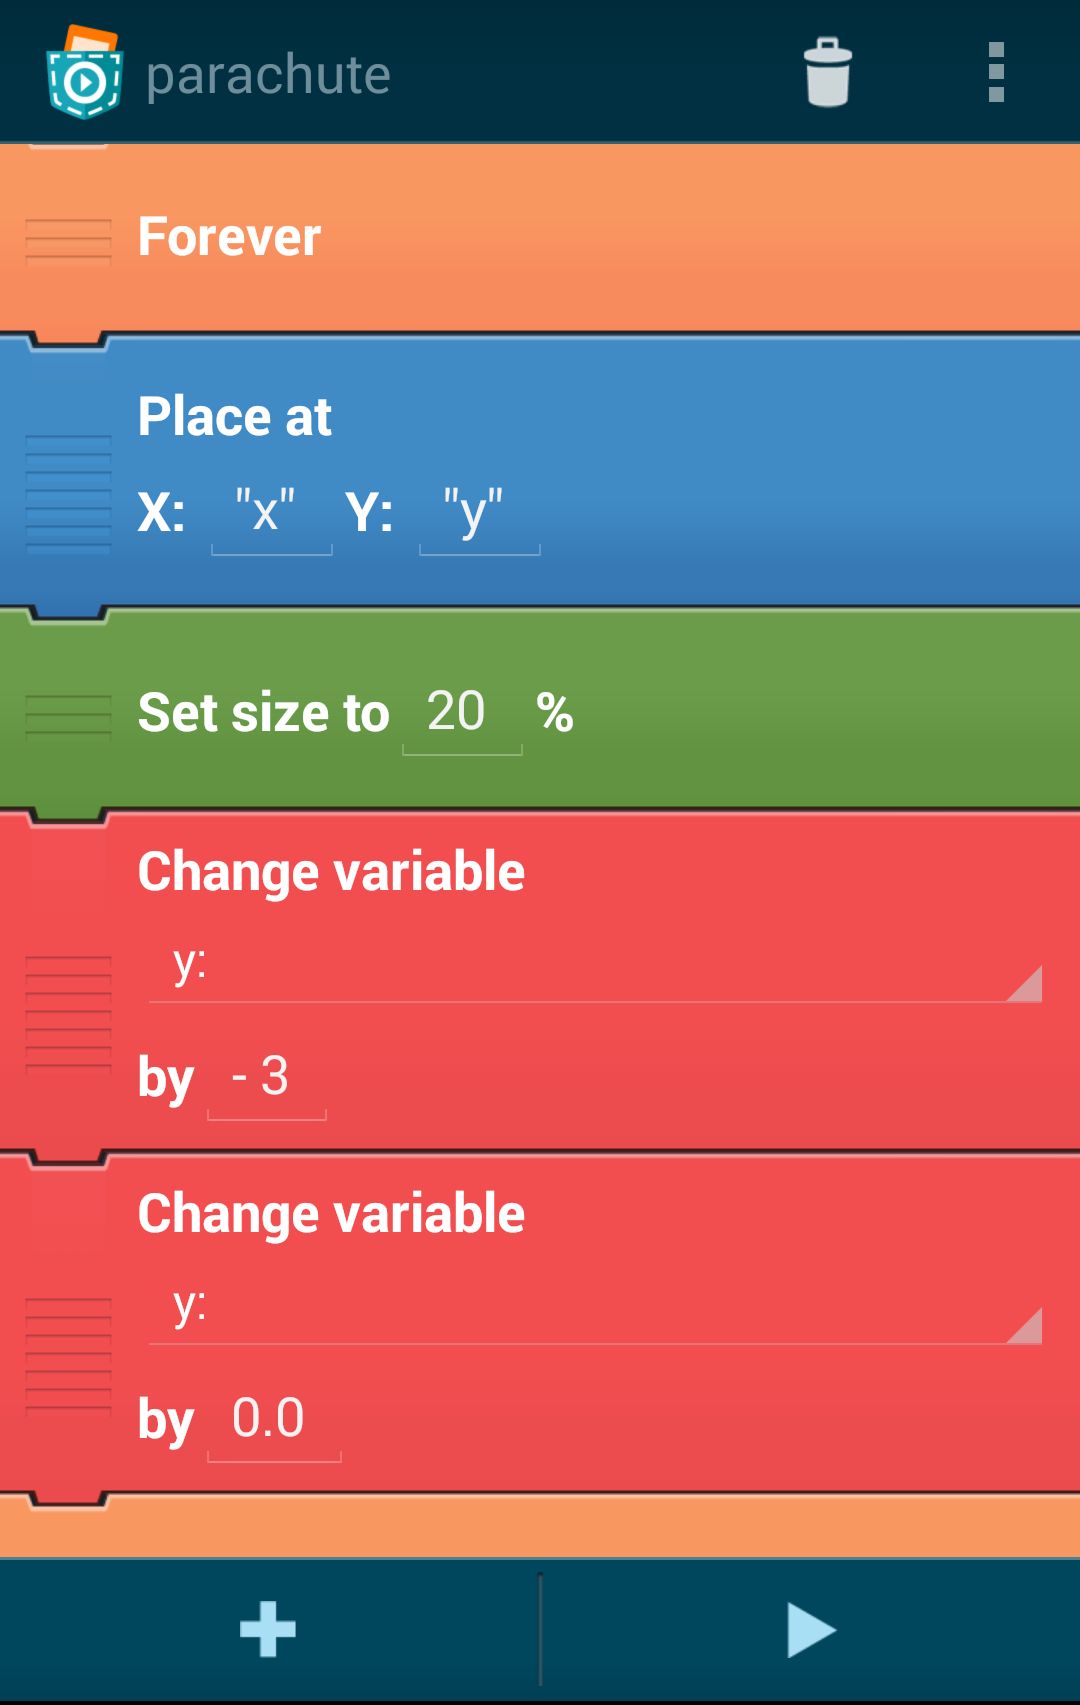 parachute
Forever
Place at
X: "x" Y: "y"
Set size to 20 %
Change variable
y:
by - 3
Change variable
y:
by 0.0